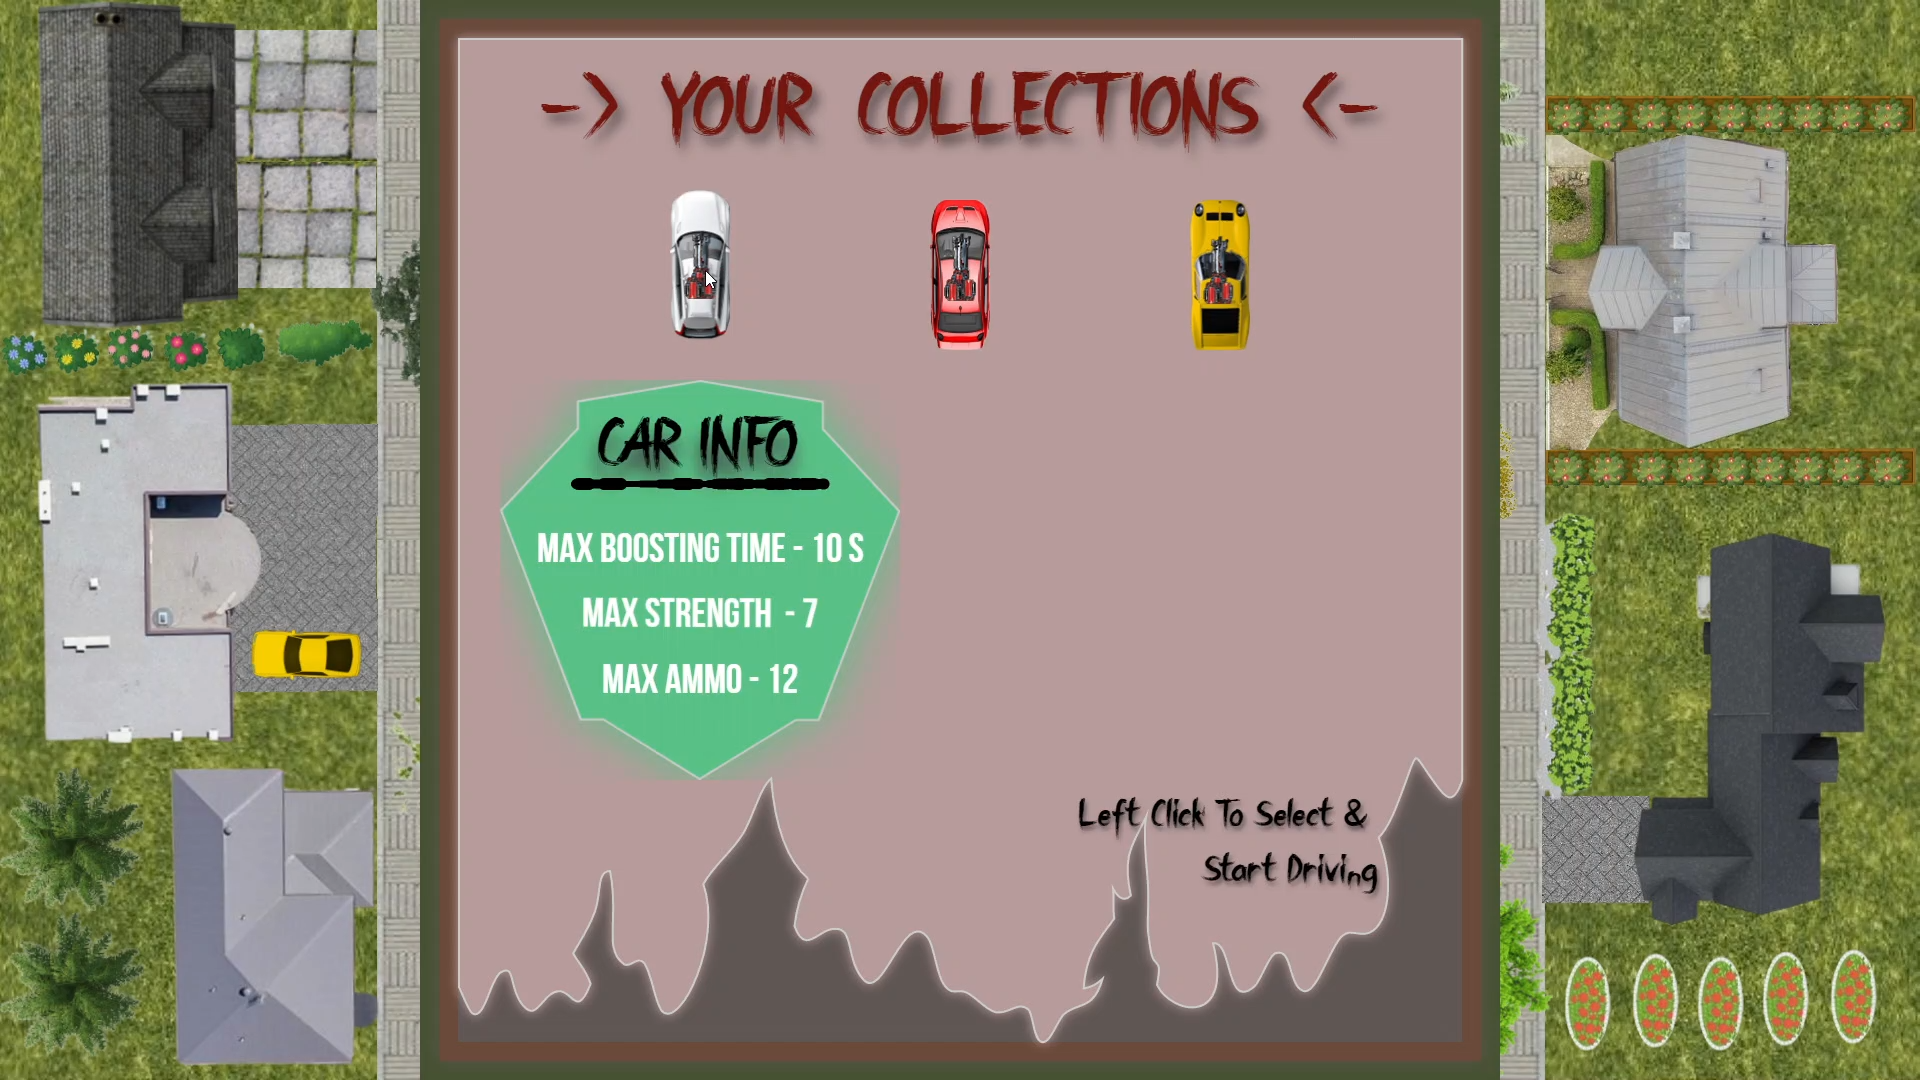 -> YOUR COLLECTIONS <-
CAR INFO
MAX BOOSTING TIME - 10 S
MAX STRENGTH - 7
MAX AMMO - 12
Left Click To Select &
Start Driving